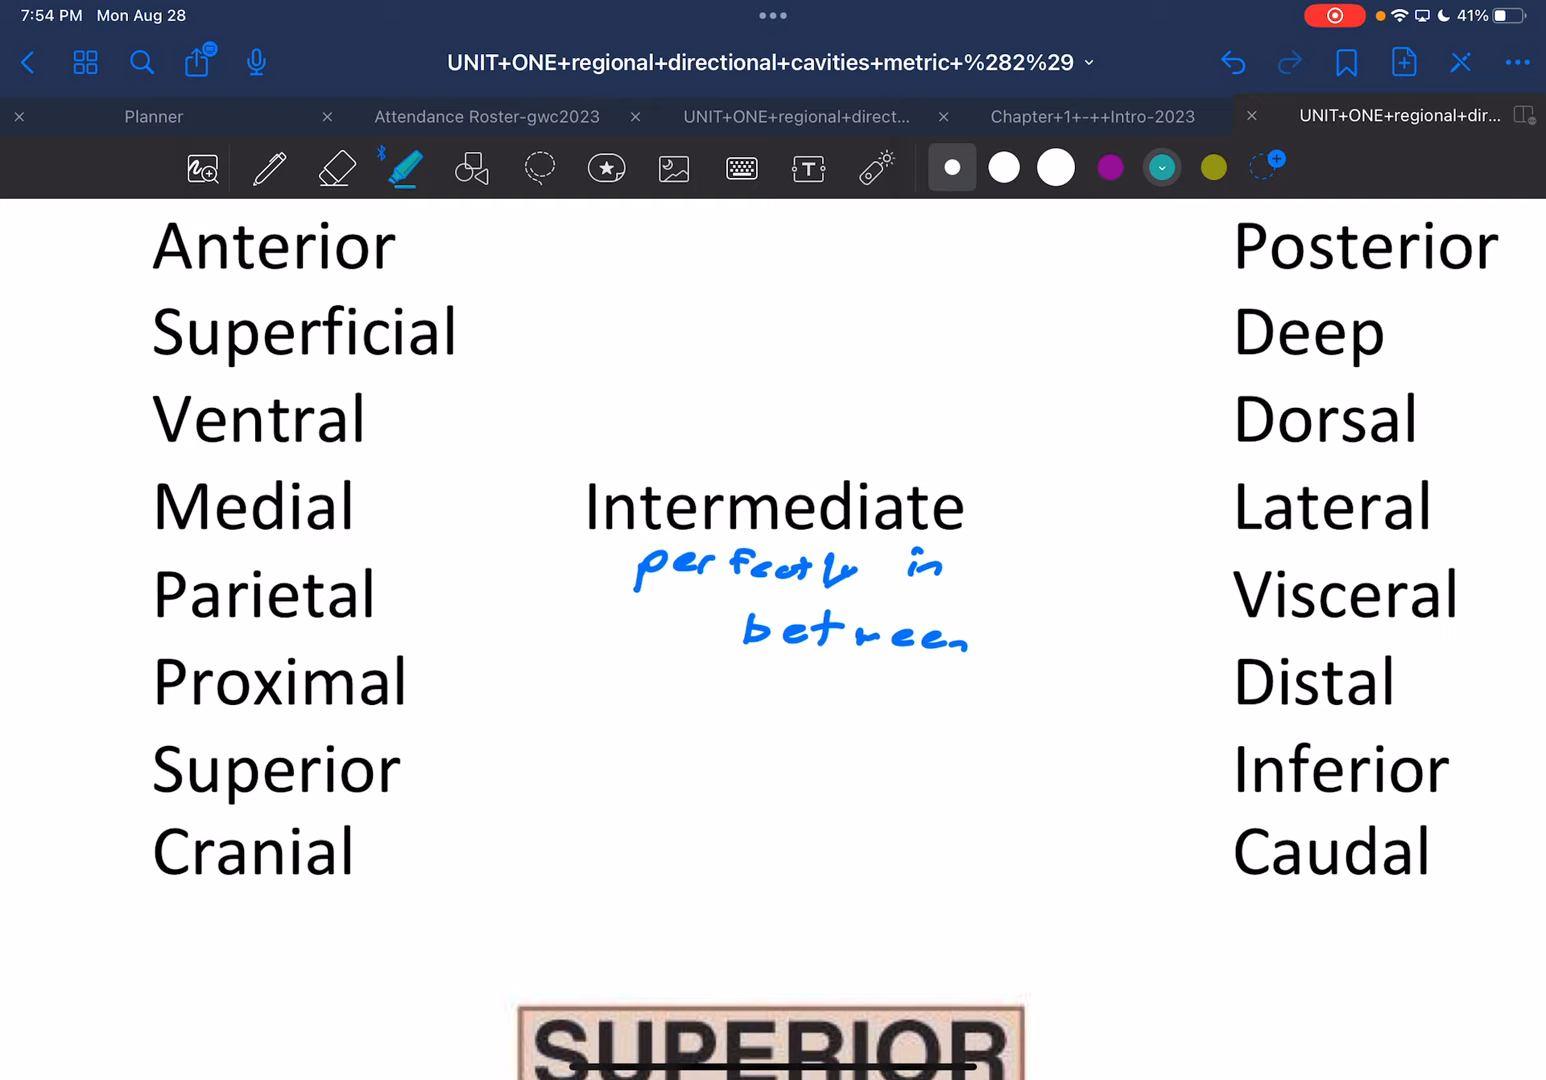 7:54 PM Mon Aug 28
41%
UNIT+ONE+regional+directional+cavities+metric+%282%29
Planner
Attendance Roster-gwc2023
UNIT+ONE+regional+direct...
Chapter+1+-++Intro-2023
UNIT+ONE+regional+dir...
Anterior Posterior
Superficial Deep
Ventral Dorsal
Medial Intermediate Lateral
perfectly in
Parietal Visceral
between
Proximal Distal
Superior Inferior
Cranial Caudal
SUPERIOR